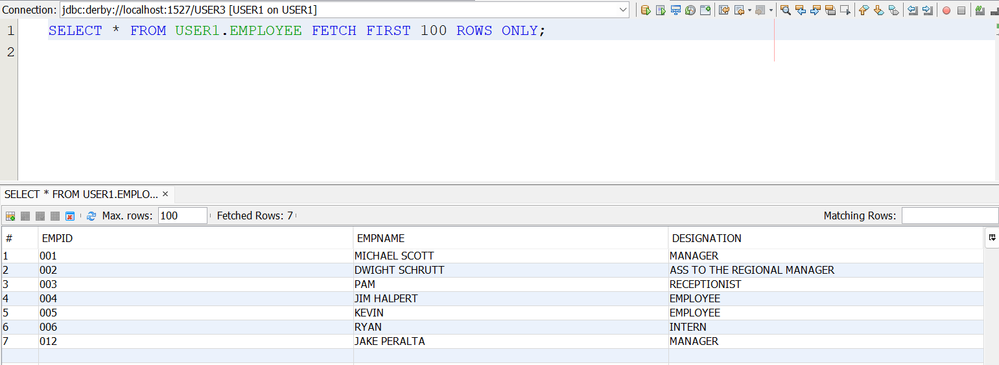 Connection: jdbc:derby://localhost:1527/USER3 [USER1 on USER1]
1 SELECT * FROM USER1.EMPLOYEE FETCH FIRST 100 ROWS ONLY;
2
SELECT * FROM USER1.EMPLO... ×
Max. rows: 100 Fetched Rows: 7 Matching Rows:
# EMPID EMPNAME DESIGNATION
1 001 MICHAEL SCOTT MANAGER
2 002 DWIGHT SCHRUTT ASS TO THE REGIONAL MANAGER
3 003 PAM RECEPTIONIST
4 004 JIM HALPERT EMPLOYEE
5 005 KEVIN EMPLOYEE
6 006 RYAN INTERN
7 012 JAKE PERALTA MANAGER